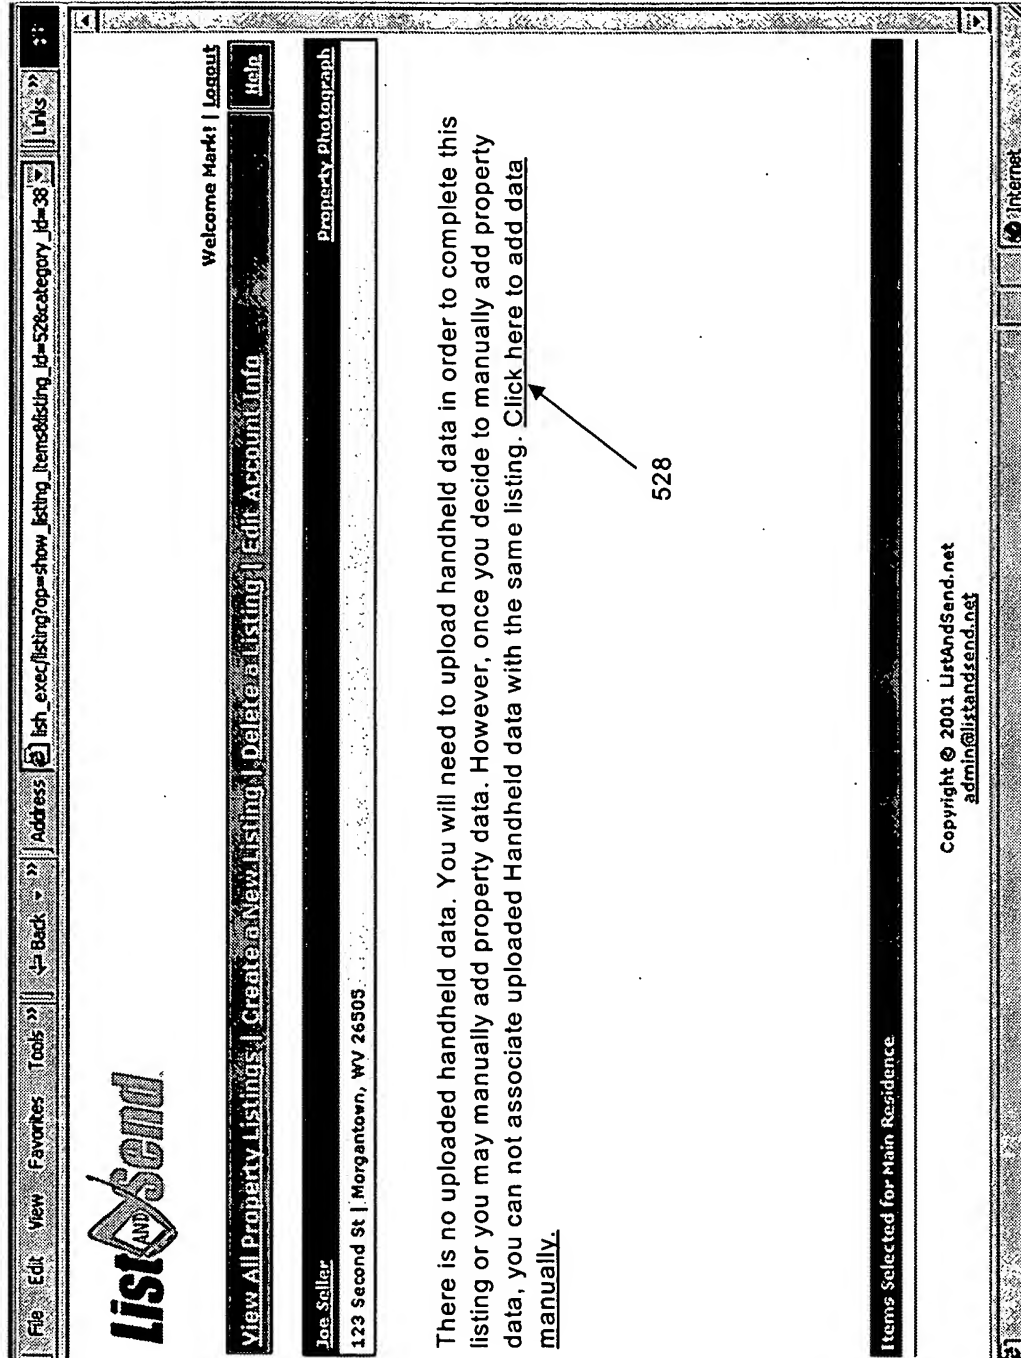 File Edit View Favorites Tools » Back » Address lish_exec/listing?op=show_listing_items&listing_id=528category_id=38 Links »
List AND Send
Welcome Mark! | Logout
View All Property Listings | Create a New Listing | Delete a Listing | Edit Account Info Help
Joe Seller Property Photograph
123 Second St | Morgantown, WV 26505
There is no uploaded handheld data. You will need to upload handheld data in order to complete this
listing or you may manually add property data. However, once you decide to manually add property
data, you can not associate uploaded Handheld data with the same listing. Click here to add data
manually.
528
Items Selected for Main Residence
Copyright © 2001 ListAndSend.net
admin@listandsend.net
Internet